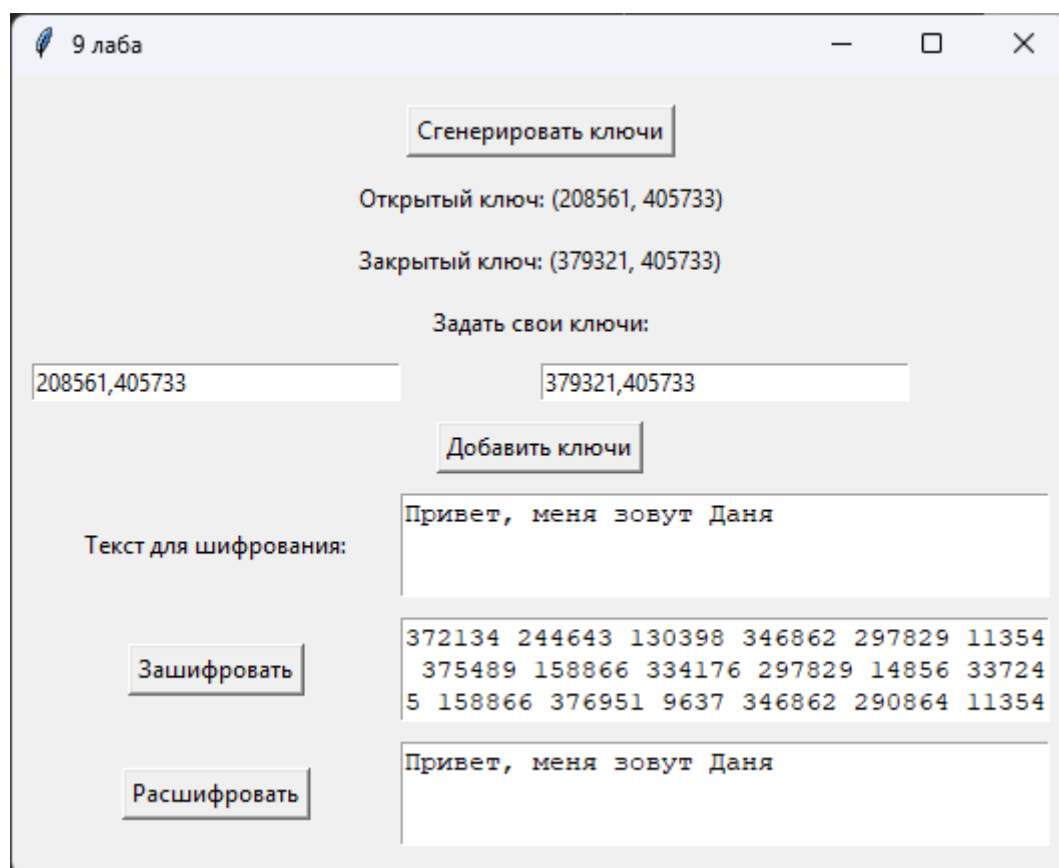 9 лаба
Сгенерировать ключи
Открытый ключ: (208561, 405733)
Закрытый ключ: (379321, 405733)
Задать свои ключи:
208561,405733
379321,405733
Добавить ключи
Текст для шифрования:
Привет, меня зовут Даня
Зашифровать
372134 244643 130398 346862 297829 11354
375489 158866 334176 297829 14856 33724
5 158866 376951 9637 346862 290864 11354
Расшифровать
Привет, меня зовут Даня